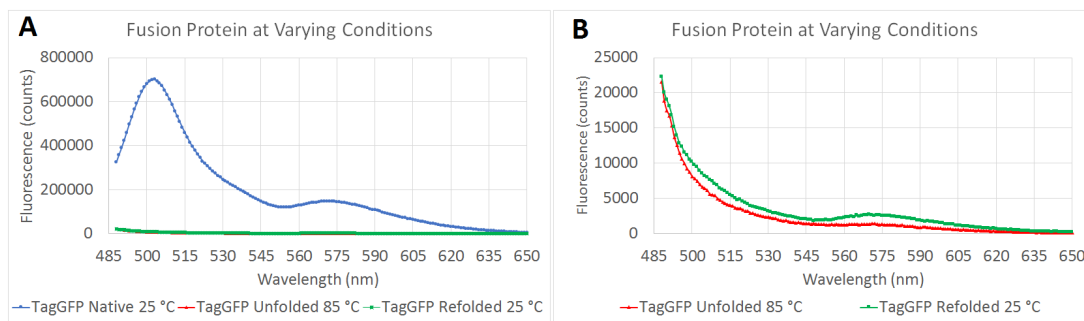 A
Fusion Protein at Varying Conditions
Fluorescence (counts)
800000
600000
400000
200000
0
485 500 515 530 545 560 575 590 605 620 635 650
Wavelength (nm)
TagGFP Native 25 °C TagGFP Unfolded 85 °C TagGFP Refolded 25 °C
B
Fusion Protein at Varying Conditions
Fluorescence (counts)
25000
20000
15000
10000
5000
0
485 500 515 530 545 560 575 590 605 620 635 650
Wavelength (nm)
TagGFP Unfolded 85 °C TagGFP Refolded 25 °C